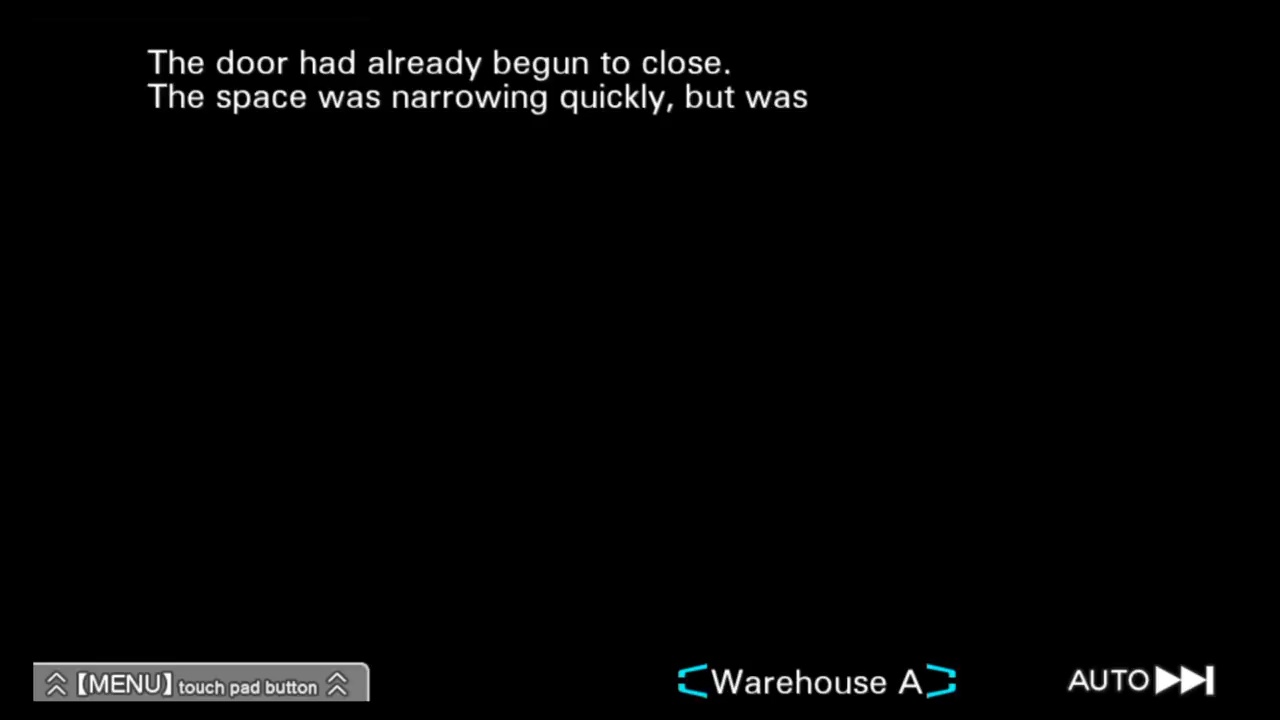 The door had already begun to close.
The space was narrowing quickly, but was
【MENU】touch pad button
Warehouse A
AUTO